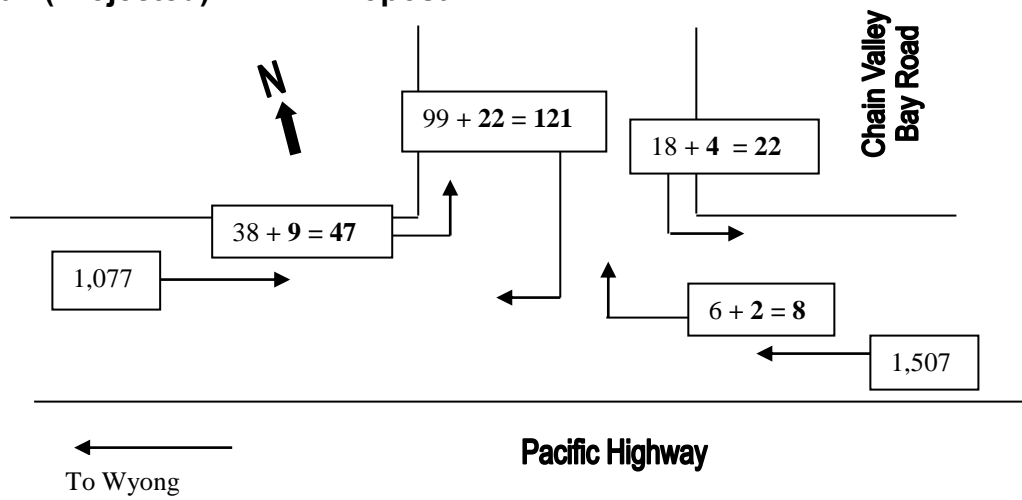 N
Chain Valley
Bay Road
99 + 22 = 121
18 + 4 = 22
38 + 9 = 47
1,077
6 + 2 = 8
1,507
To Wyong
Pacific Highway